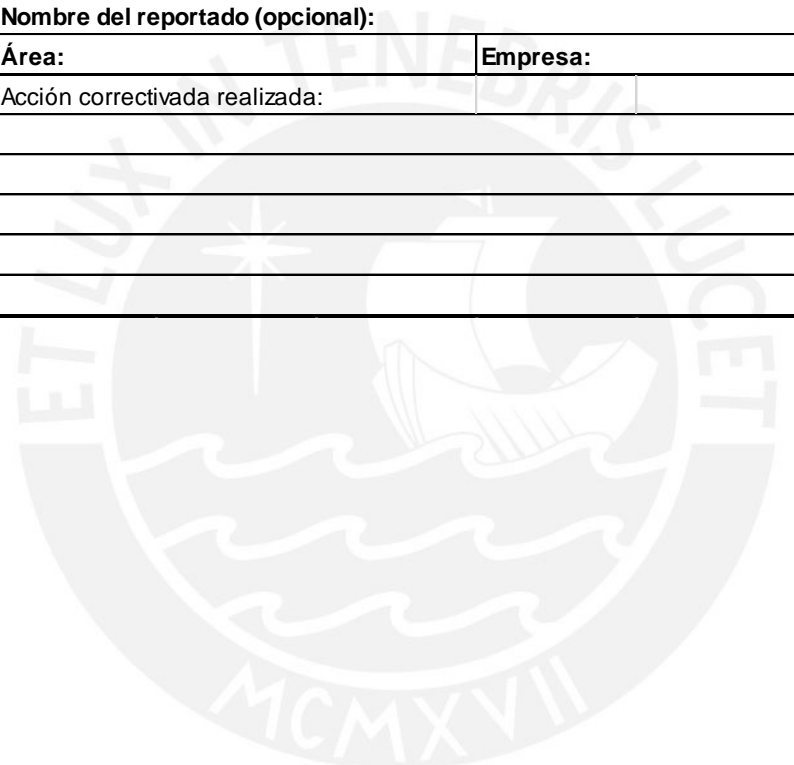 Nombre del reportado (opcional):
Área: Empresa:
Acción correctivada realizada:
ET LUX IN TENEBRIS LUCET
MCMXVII